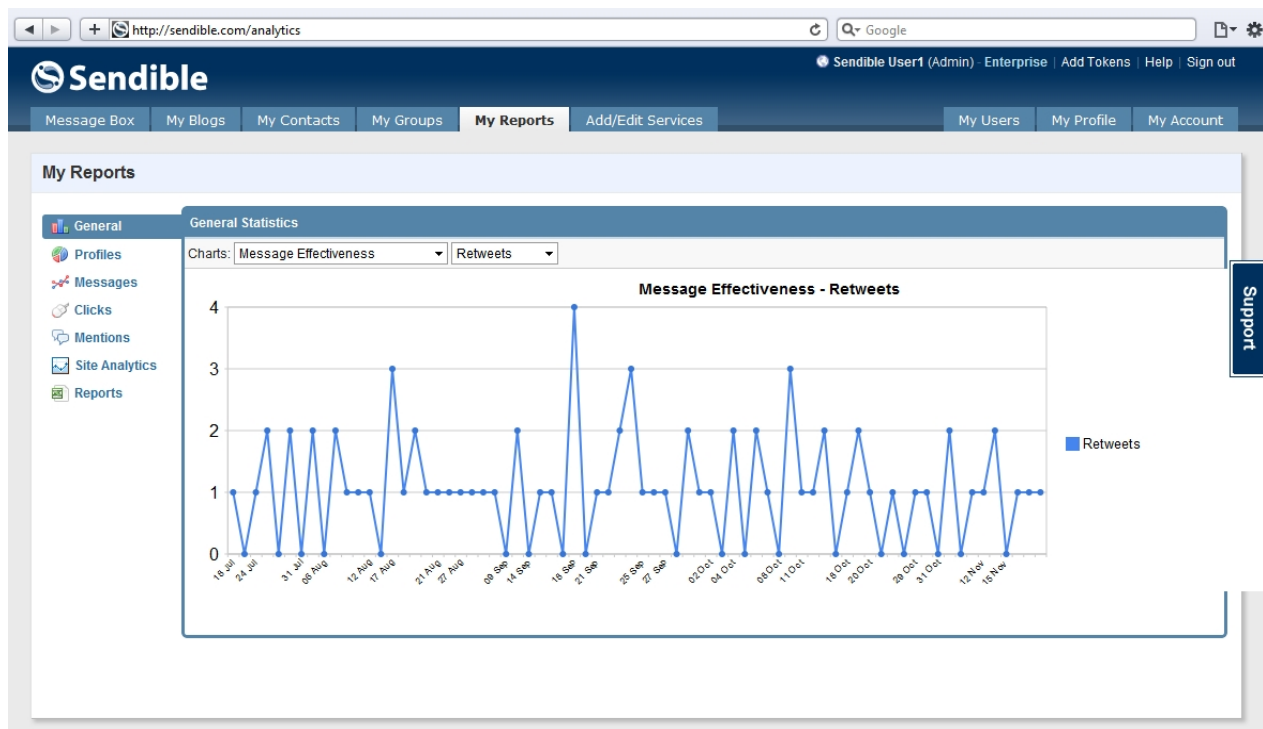 http://sendible.com/analytics
Google
Sendible
Sendible User1 (Admin) - Enterprise | Add Tokens | Help | Sign out
Message Box My Blogs My Contacts My Groups My Reports Add/Edit Services My Users My Profile My Account
My Reports
General
Profiles
Messages
Clicks
Mentions
Site Analytics
Reports
General Statistics
Charts: Message Effectiveness Retweets
Message Effectiveness - Retweets
4
3
2
1
0
18 Jul 24 Jul 31 Jul 06 Aug 12 Aug 17 Aug 21 Aug 27 Aug 09 Sep 14 Sep 18 Sep 21 Sep 25 Sep 27 Sep 02 Oct 04 Oct 08 Oct 11 Oct 18 Oct 20 Oct 29 Oct 31 Oct 12 Nov 15 Nov
Retweets
Support